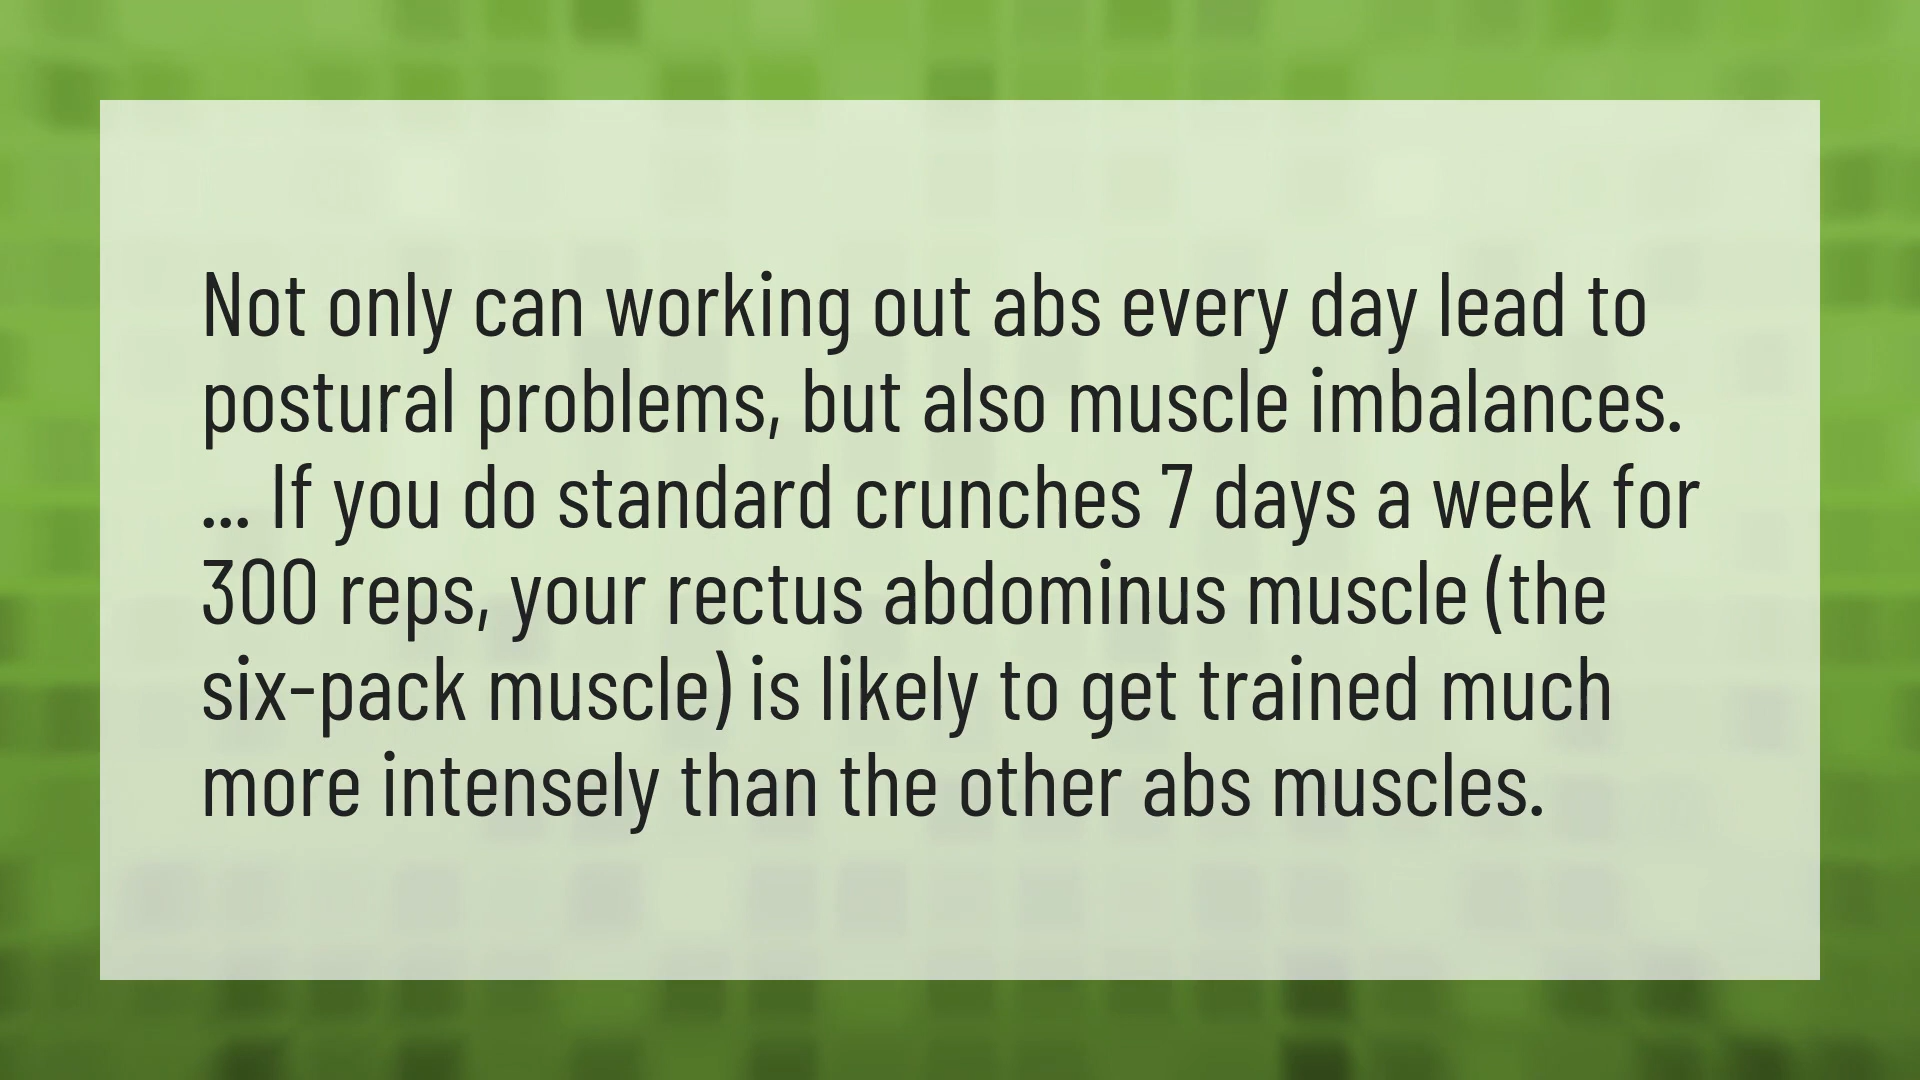 Not only can working out abs every day lead to
postural problems, but also muscle imbalances.
... If you do standard crunches 7 days a week for
300 reps, your rectus abdominus muscle (the
six-pack muscle) is likely to get trained much
more intensely than the other abs muscles.